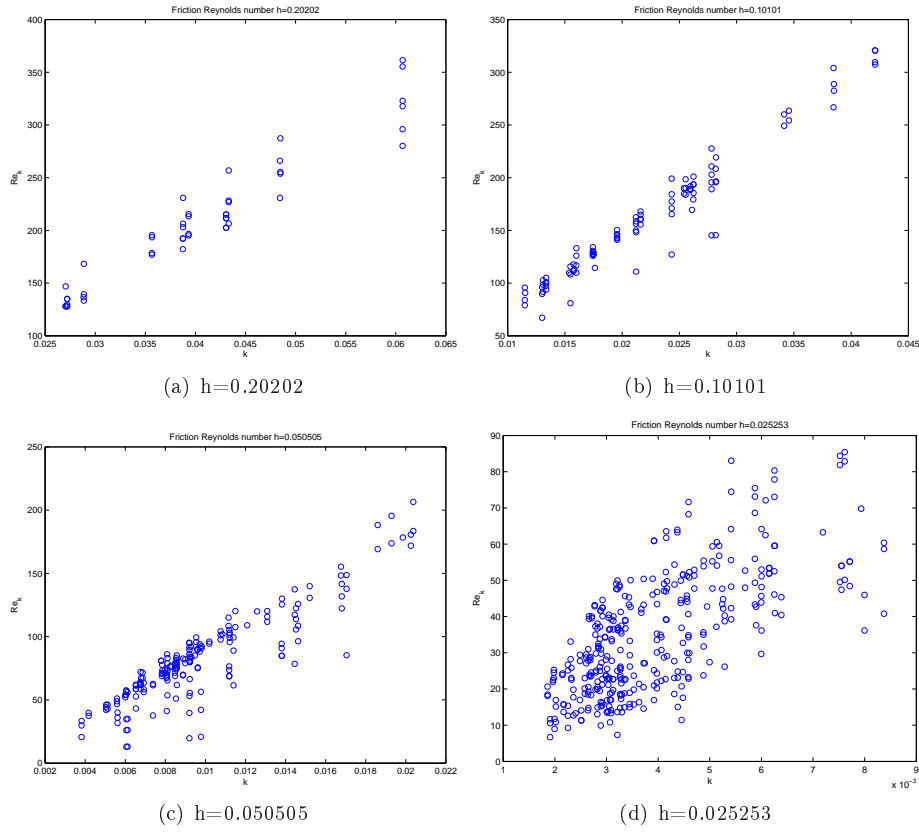 Friction Reynolds number h=0.20202
400
350
300
250
200
150
100
Re_k
0.025 0.03 0.035 0.04 0.045 0.05 0.055 0.06 0.065
k
(a) h=0.20202
Friction Reynolds number h=0.10101
350
300
250
200
150
100
50
Re_k
0.01 0.015 0.02 0.025 0.03 0.035 0.04 0.045
k
(b) h=0.10101
Friction Reynolds number h=0.050505
250
200
150
100
50
0
Re_k
0.002 0.004 0.006 0.008 0.01 0.012 0.014 0.016 0.018 0.02 0.022
k
(c) h=0.050505
Friction Reynolds number h=0.025253
90
80
70
60
50
40
30
20
10
0
Re_k
1 2 3 4 5 6 7 8 9
k
x 10^-3
(d) h=0.025253